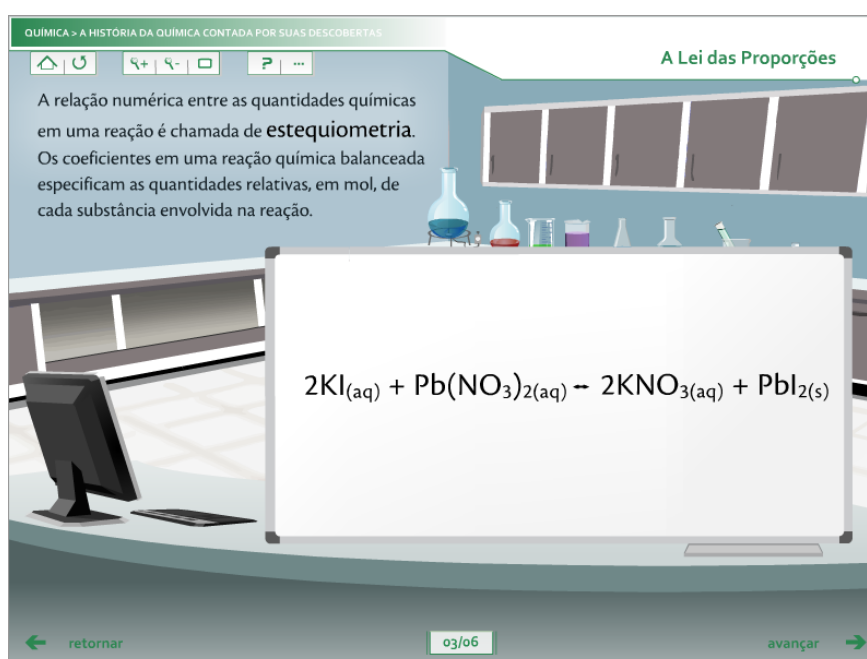 QUÍMICA > A HISTÓRIA DA QUÍMICA CONTADA POR SUAS DESCOBERTAS
A Lei das Proporções
A relação numérica entre as quantidades químicas
em uma reação é chamada de estequiometria.
Os coeficientes em uma reação química balanceada
especificam as quantidades relativas, em mol, de
cada substância envolvida na reação.
2KI(aq) + Pb(NO₃)₂(aq) → 2KNO₃(aq) + PbI₂(s)
retornar
03/06
avançar